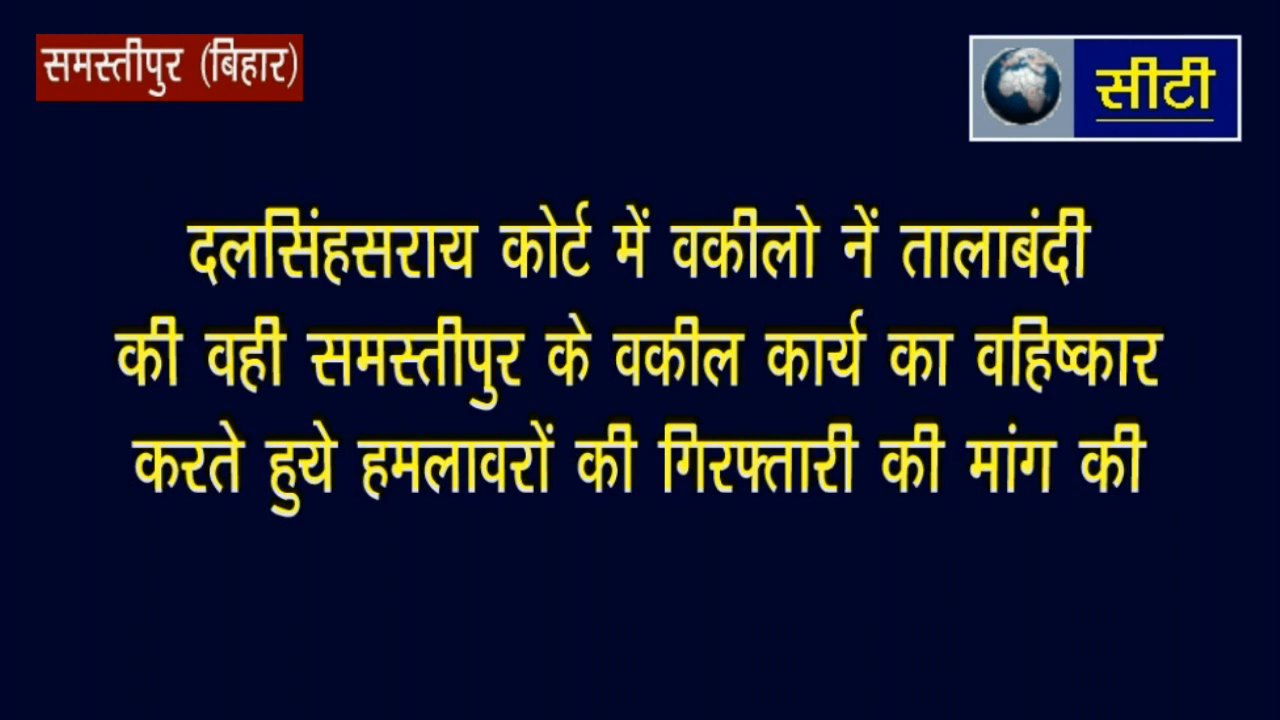 समस्तीपुर (बिहार)
सीटी
दलसिंहसराय कोर्ट में वकीलो नें तालाबंदी
की वही समस्तीपुर के वकील कार्य का वहिष्कार
करते हुये हमलावरों की गिरफ्तारी की मांग की